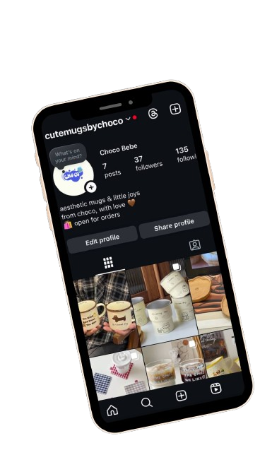 cutemugsbychoco
What's on
your mind?
Choco Bebe
7
posts
37
followers
135
followi
aesthetic mugs & little joys
from choco, with love 🤎
🛍️ open for orders
Edit profile
Share profile